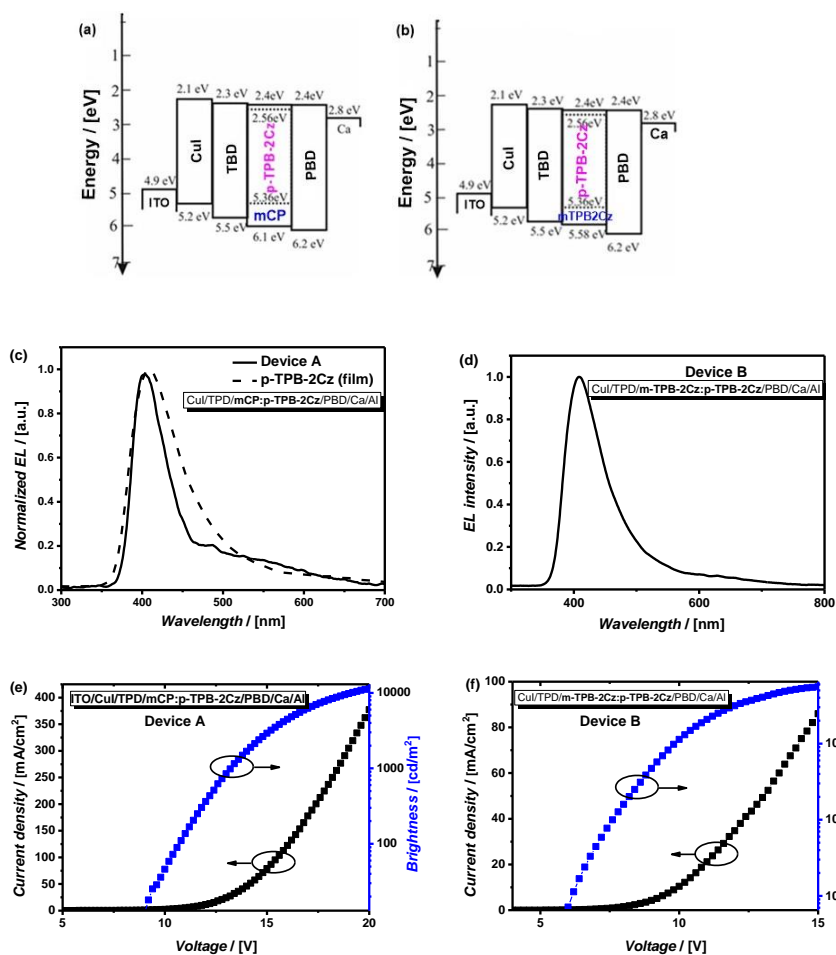 (a)
Energy / [eV]
1
2
3
4
5
6
7
2.1 eV
2.3 eV
2.4eV
2.4 eV
2.8 eV
2.56eV
Ca
CuI
TBD
p-TPB-2Cz
PBD
4.9 eV
ITO
5.36eV
mCP
5.2 eV
5.5 eV
6.1 eV
6.2 eV
(b)
Energy / [eV]
1
2
3
4
5
6
7
2.1 eV
2.3 eV
2.4eV
2.4 eV
2.8 eV
2.56eV
Ca
CuI
TBD
p-TPB-2Cz
PBD
4.9 eV
ITO
5.36eV
mTPB2Cz
5.2 eV
5.5 eV
5.58 eV
6.2 eV
(c)
Device A
p-TPB-2Cz (film)
CuI/TPD/mCP:p-TPB-2Cz/PBD/Ca/Al
Normalized EL / [a.u.]
1.0
0.8
0.6
0.4
0.2
0.0
300 400 500 600 700
Wavelength / [nm]
(d)
Device B
CuI/TPD/m-TPB-2Cz:p-TPB-2Cz/PBD/Ca/Al
EL intensity / [a.u.]
1.0
0.8
0.6
0.4
0.2
0.0
400 600 800
Wavelength / [nm]
(e)
ITO/CuI/TPD/mCP:p-TPB-2Cz/PBD/Ca/Al
Device A
Current density / [mA/cm²]
400
350
300
250
200
150
100
50
0
10000
1000
100
Brightness / [cd/m²]
5 10 15 20
Voltage / [V]
(f)
CuI/TPD/m-TPB-2Cz:p-TPB-2Cz/PBD/Ca/Al
Device B
Current density / [mA/cm²]
100
80
60
40
20
0
5 10 15
Voltage / [V]